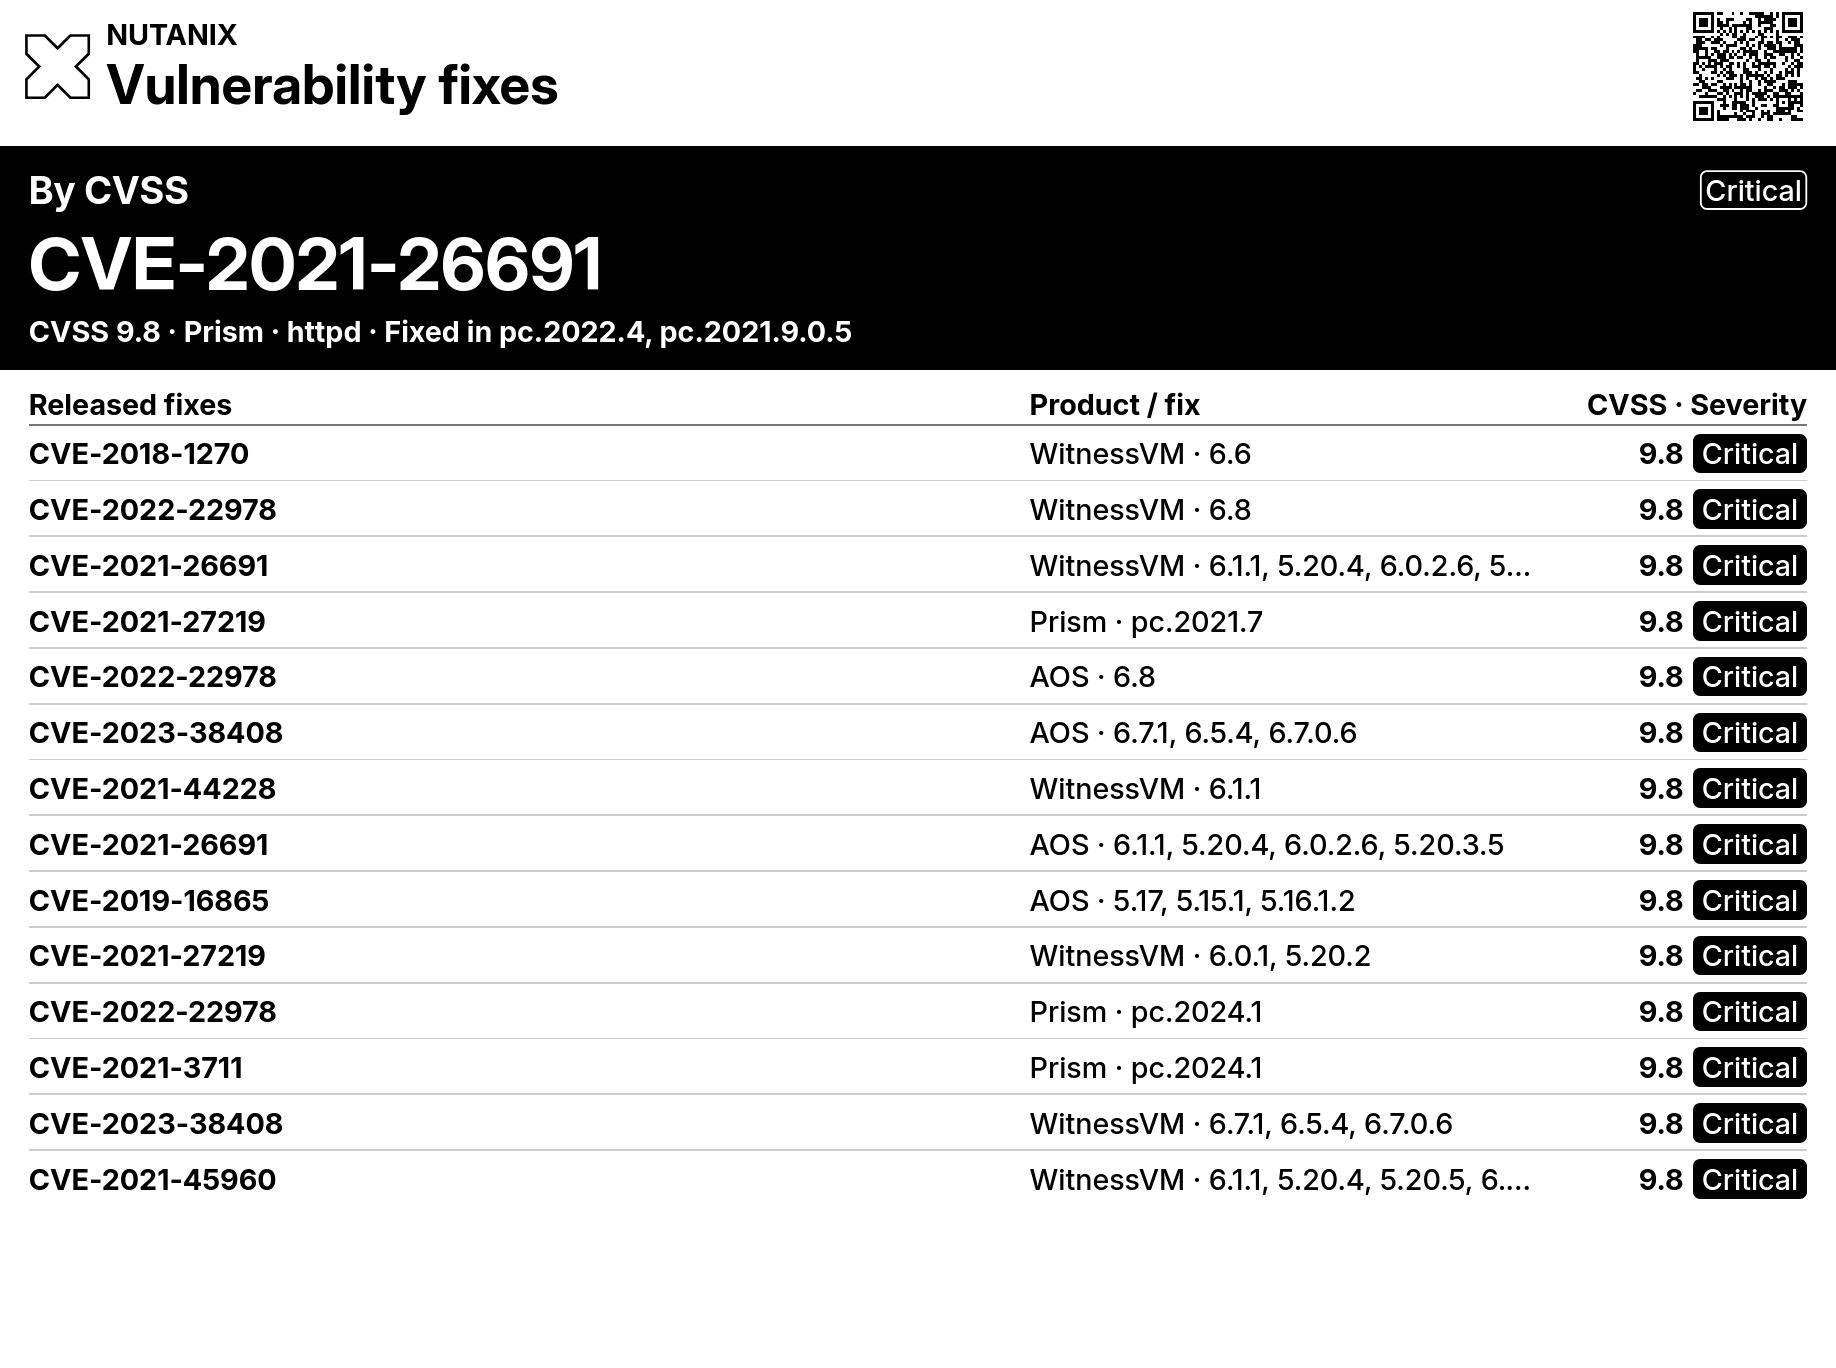 NUTANIX
Vulnerability fixes
By CVSS
Critical
CVE-2021-26691
CVSS 9.8 · Prism · httpd · Fixed in pc.2022.4, pc.2021.9.0.5
Released fixes Product / fix CVSS · Severity
CVE-2018-1270 WitnessVM · 6.6 9.8 Critical
CVE-2022-22978 WitnessVM · 6.8 9.8 Critical
CVE-2021-26691 WitnessVM · 6.1.1, 5.20.4, 6.0.2.6, 5... 9.8 Critical
CVE-2021-27219 Prism · pc.2021.7 9.8 Critical
CVE-2022-22978 AOS · 6.8 9.8 Critical
CVE-2023-38408 AOS · 6.7.1, 6.5.4, 6.7.0.6 9.8 Critical
CVE-2021-44228 WitnessVM · 6.1.1 9.8 Critical
CVE-2021-26691 AOS · 6.1.1, 5.20.4, 6.0.2.6, 5.20.3.5 9.8 Critical
CVE-2019-16865 AOS · 5.17, 5.15.1, 5.16.1.2 9.8 Critical
CVE-2021-27219 WitnessVM · 6.0.1, 5.20.2 9.8 Critical
CVE-2022-22978 Prism · pc.2024.1 9.8 Critical
CVE-2021-3711 Prism · pc.2024.1 9.8 Critical
CVE-2023-38408 WitnessVM · 6.7.1, 6.5.4, 6.7.0.6 9.8 Critical
CVE-2021-45960 WitnessVM · 6.1.1, 5.20.4, 5.20.5, 6.... 9.8 Critical